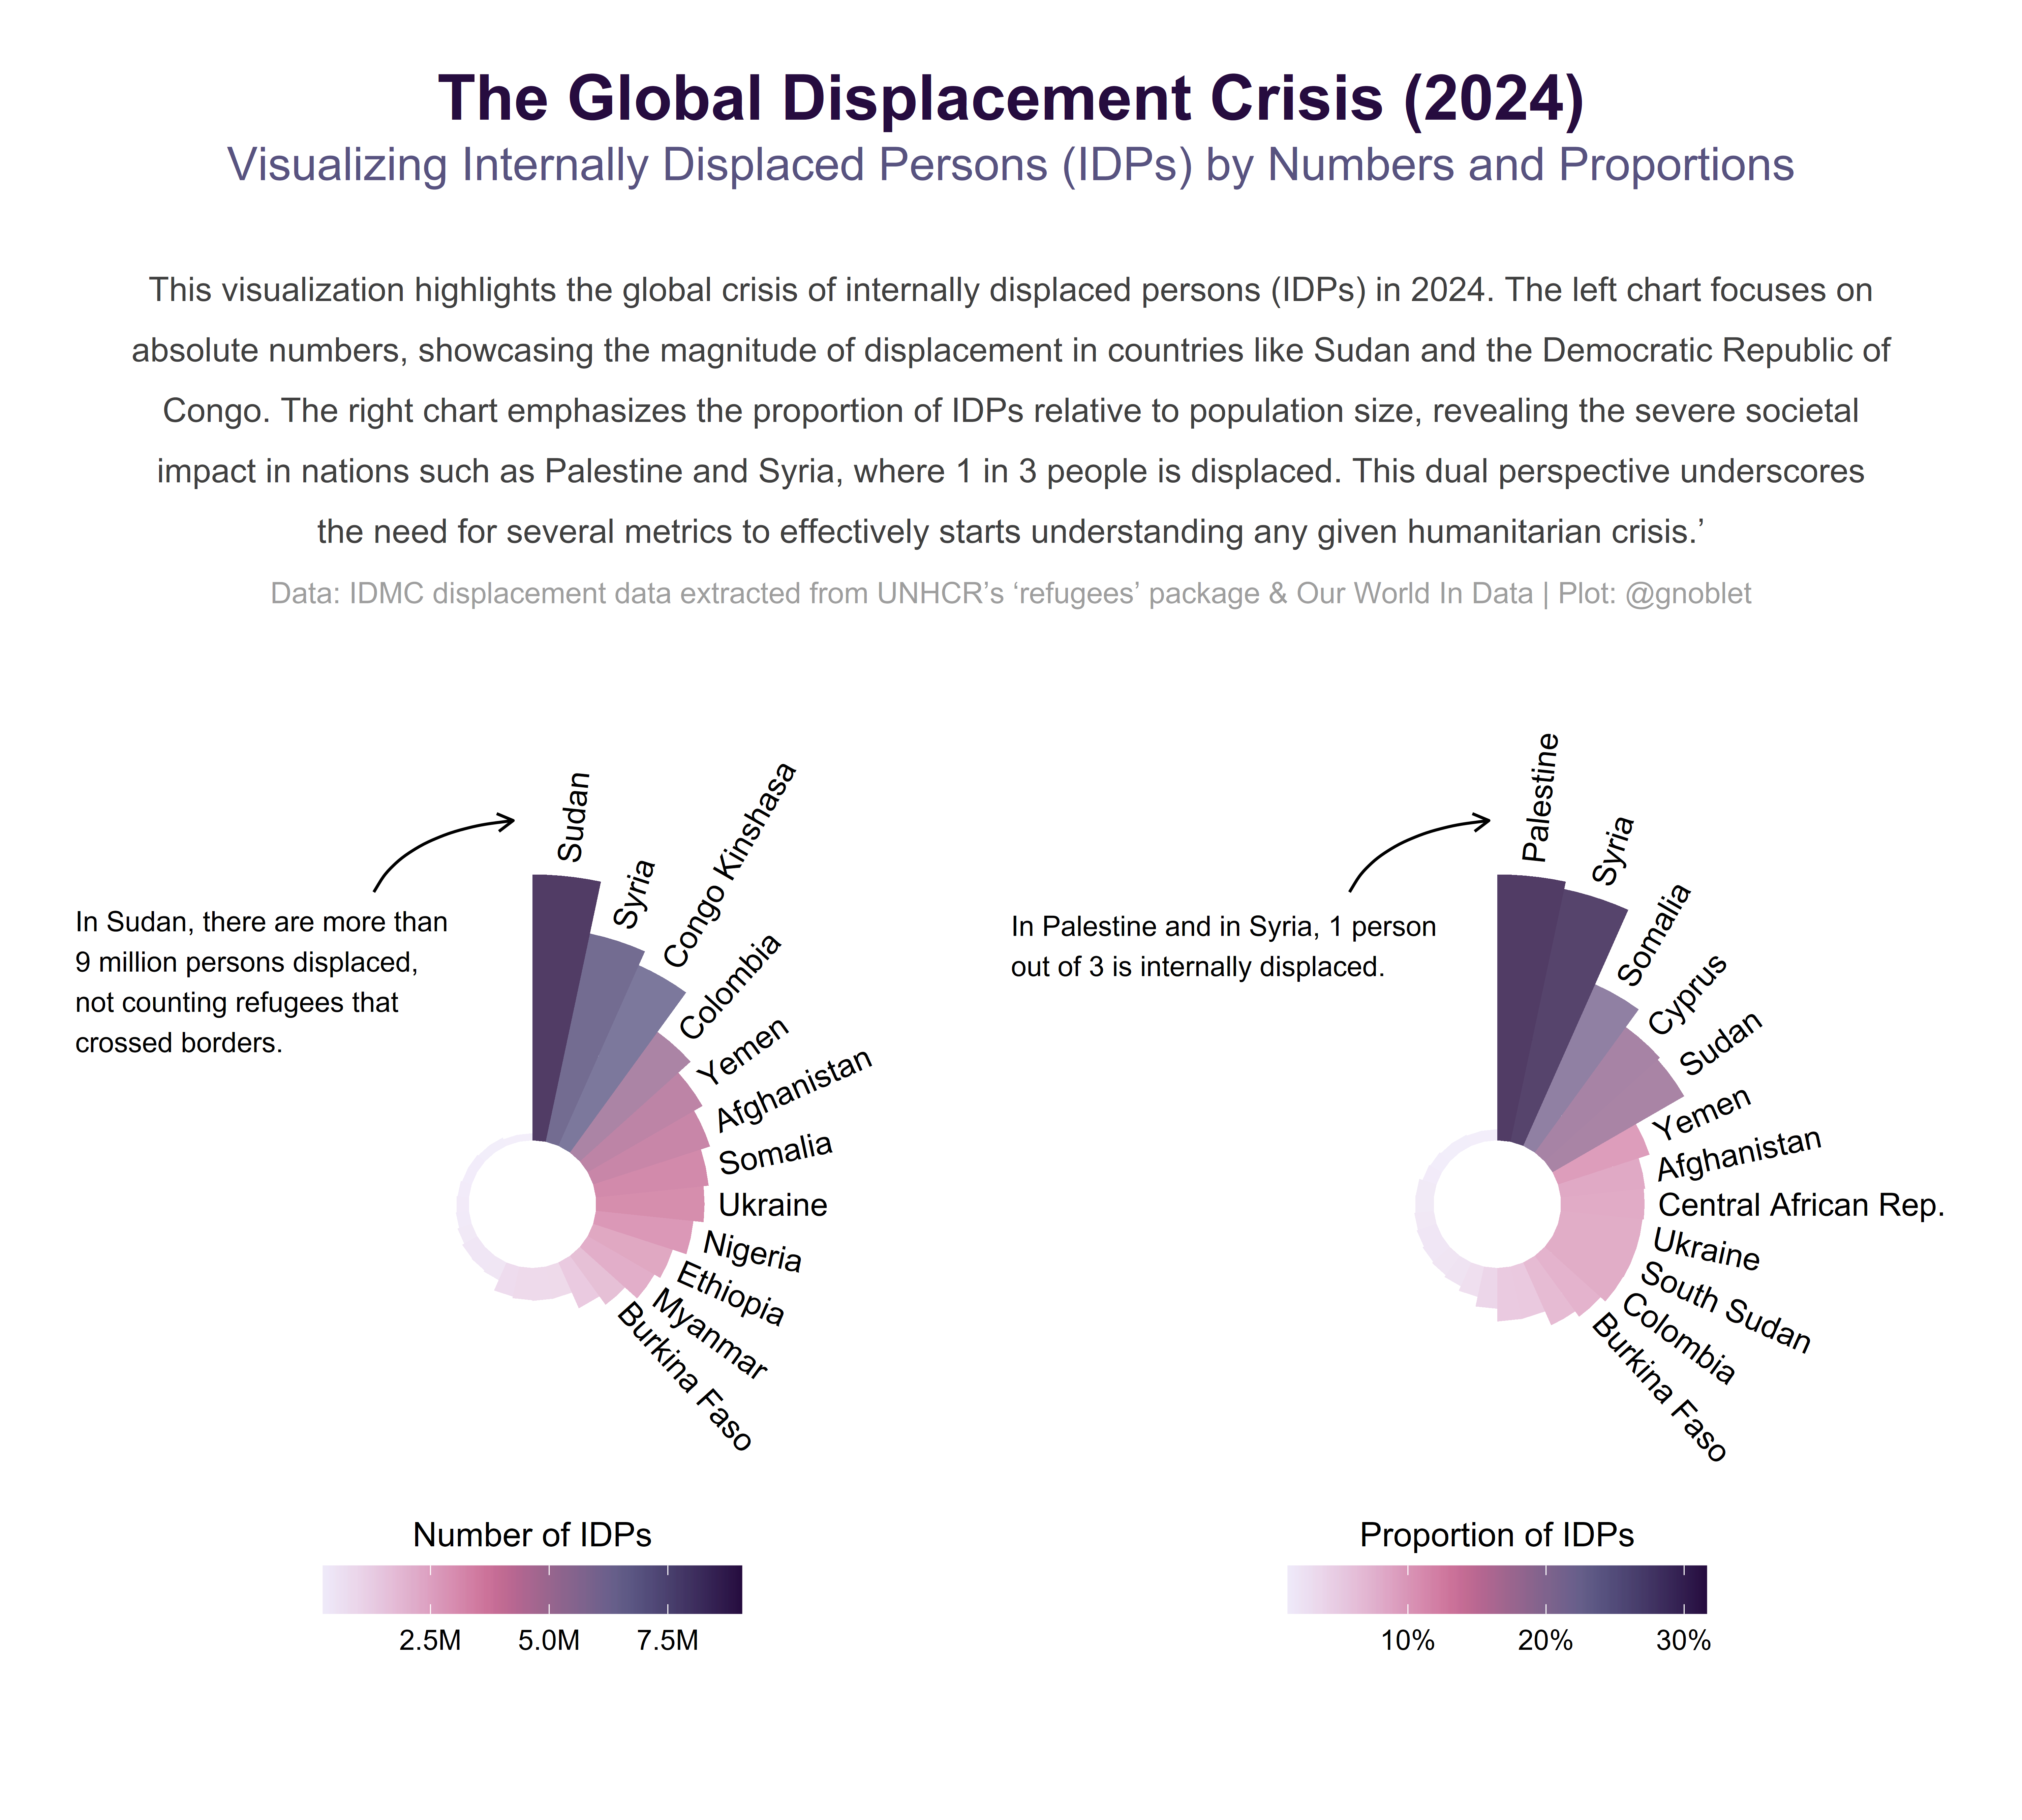 The Global Displacement Crisis (2024)
Visualizing Internally Displaced Persons (IDPs) by Numbers and Proportions
This visualization highlights the global crisis of internally displaced persons (IDPs) in 2024. The left chart focuses on
absolute numbers, showcasing the magnitude of displacement in countries like Sudan and the Democratic Republic of
Congo. The right chart emphasizes the proportion of IDPs relative to population size, revealing the severe societal
impact in nations such as Palestine and Syria, where 1 in 3 people is displaced. This dual perspective underscores
the need for several metrics to effectively starts understanding any given humanitarian crisis.’
Data: IDMC displacement data extracted from UNHCR’s ‘refugees’ package & Our World In Data | Plot: @gnoblet
In Sudan, there are more than
9 million persons displaced,
not counting refugees that
crossed borders.
Sudan
Syria
Congo Kinshasa
Colombia
Yemen
Afghanistan
Somalia
Ukraine
Nigeria
Ethiopia
Myanmar
Burkina Faso
Number of IDPs
2.5M
5.0M
7.5M
In Palestine and in Syria, 1 person
out of 3 is internally displaced.
Palestine
Syria
Somalia
Cyprus
Sudan
Yemen
Afghanistan
Central African Rep.
Ukraine
South Sudan
Colombia
Burkina Faso
Proportion of IDPs
10%
20%
30%